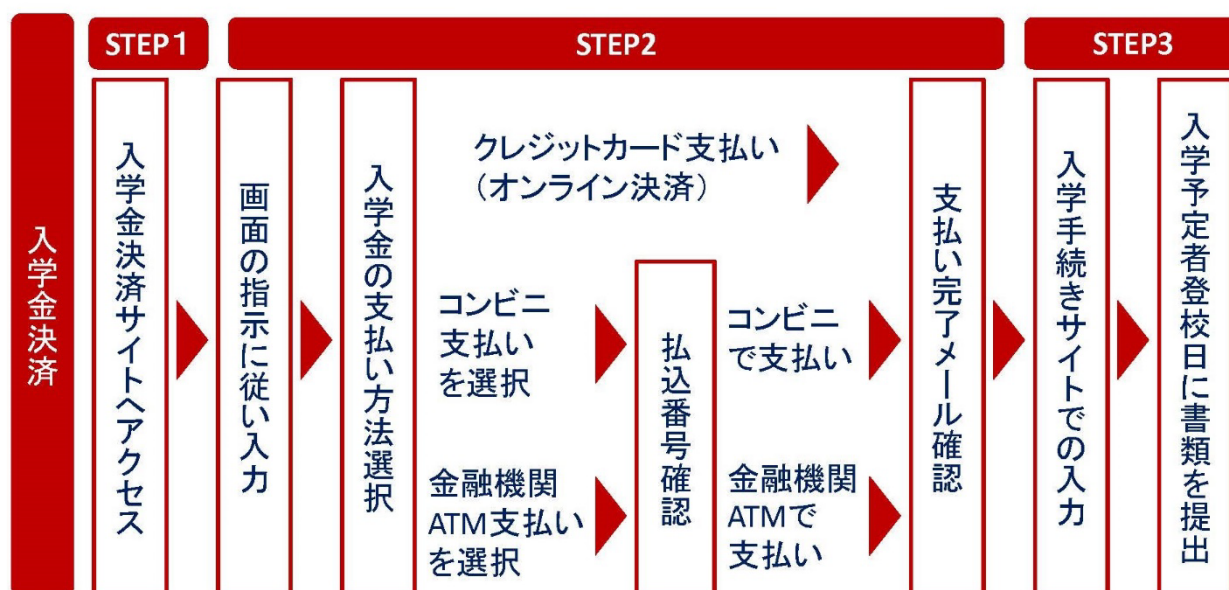 入学金決済
STEP1
STEP2
STEP3
入学金決済サイトへアクセス
画面の指示に従い入力
入学金の支払い方法選択
クレジットカード支払い
（オンライン決済）
コンビニ
支払い
を選択
金融機関
ATM支払い
を選択
払込番号確認
コンビニ
で支払い
金融機関
ATMで
支払い
支払い完了メール確認
入学手続きサイトでの入力
入学予定者登校日に書類を提出